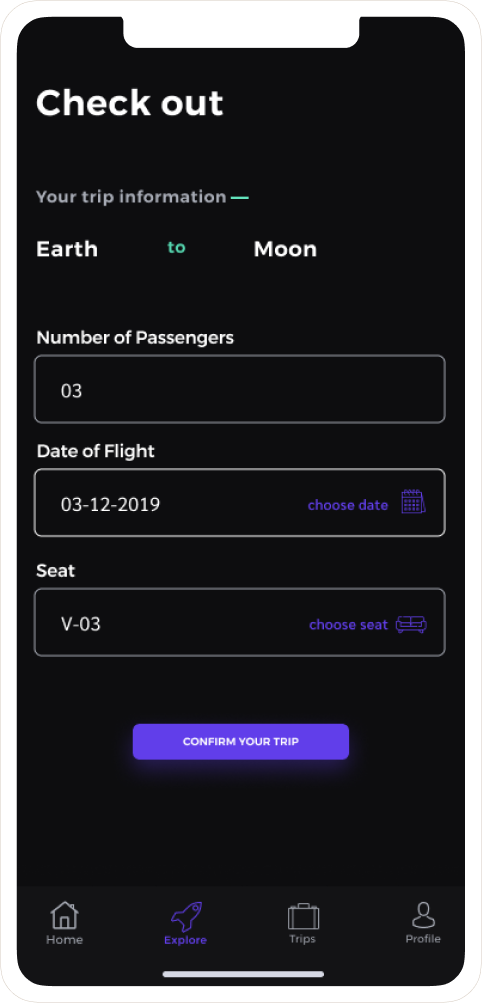 Check out
Your trip information —
Earth to Moon
Number of Passengers
03
Date of Flight
03-12-2019 choose date
Seat
V-03 choose seat
CONFIRM YOUR TRIP
Home Explore Trips Profile